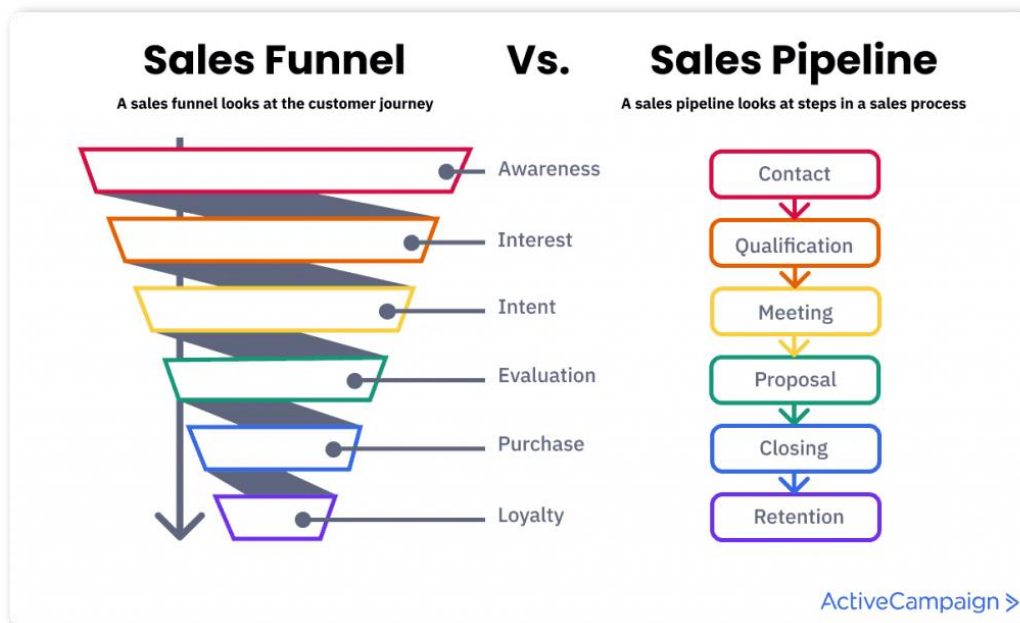 Sales Funnel Vs. Sales Pipeline
A sales funnel looks at the customer journey
A sales pipeline looks at steps in a sales process
Awareness
Interest
Intent
Evaluation
Purchase
Loyalty
Contact
Qualification
Meeting
Proposal
Closing
Retention
ActiveCampaign